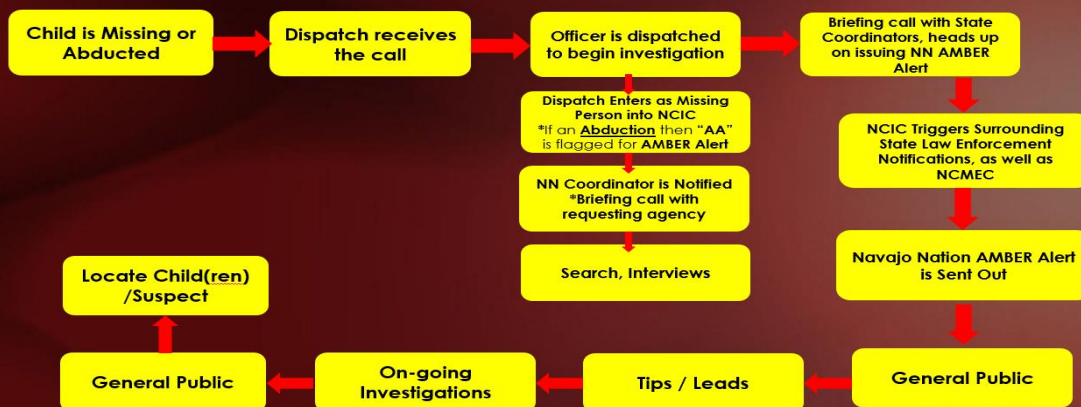 Child is Missing or
Abducted
Dispatch receives
the call
Officer is dispatched
to begin investigation
Briefing call with State
Coordinators, heads up
on issuing NN AMBER
Alert
Dispatch Enters as Missing
Person into NCIC
*If an Abduction then “AA”
is flagged for AMBER Alert
NN Coordinator is Notified
*Briefing call with
requesting agency
Search, Interviews
NCIC Triggers Surrounding
State Law Enforcement
Notifications, as well as
NCMEC
Navajo Nation AMBER Alert
is Sent Out
General Public
Tips / Leads
On-going
Investigations
General Public
Locate Child(ren)
/Suspect